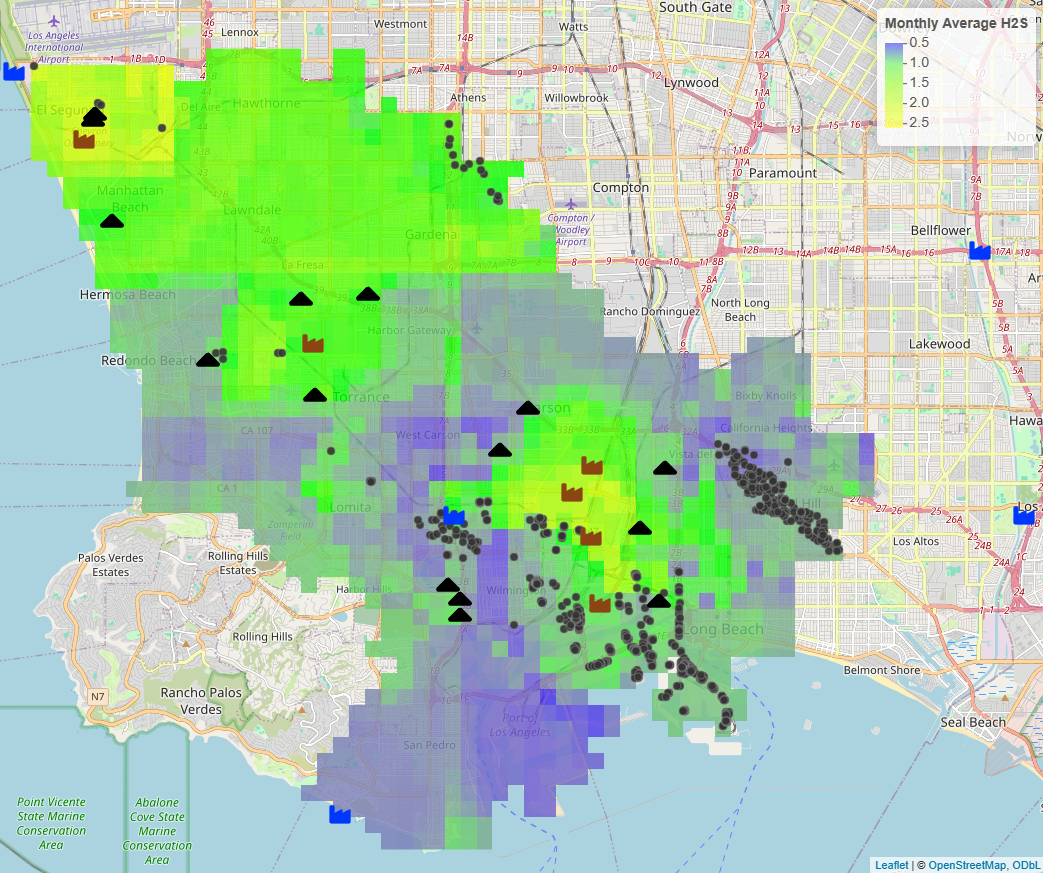 South Gate
Westmont
Watts
Monthly Average H2S
0.5
1.0
1.5
2.0
2.5
Los Angeles
International
Airport
Lennox
Lynwood
Athens
Willowbrook
El Segundo
Del Aire
Hawthorne
Norw
Paramount
Compton
Manhattan
Beach
Lawndale
Gardena
Compton /
Woodley
Airport
Bellflower
La Fresa
Hermosa Beach
Rancho Dominguez
North Long
Beach
Harbor Gateway
Lakewood
Redondo Beach
Torrance
Bixby Knolls
Carson
CA 107
West Carson
California Heights
Hawa
Vista del
CA 1
Lomita
Hill
Los
Zamperini
Field
Los Altos
Palos Verdes
Estates
Rolling Hills
Estates
Harbor Hills
Wilmington
Rolling Hills
Long Beach
Belmont Shore
N7
Rancho Palos
Verdes
Port of
Los Angeles
Seal Beach
San Pedro
Point Vicente
State Marine
Conservation
Area
Abalone
Cove State
Marine
Conservation
Area
Leaflet | © OpenStreetMap, ODbL